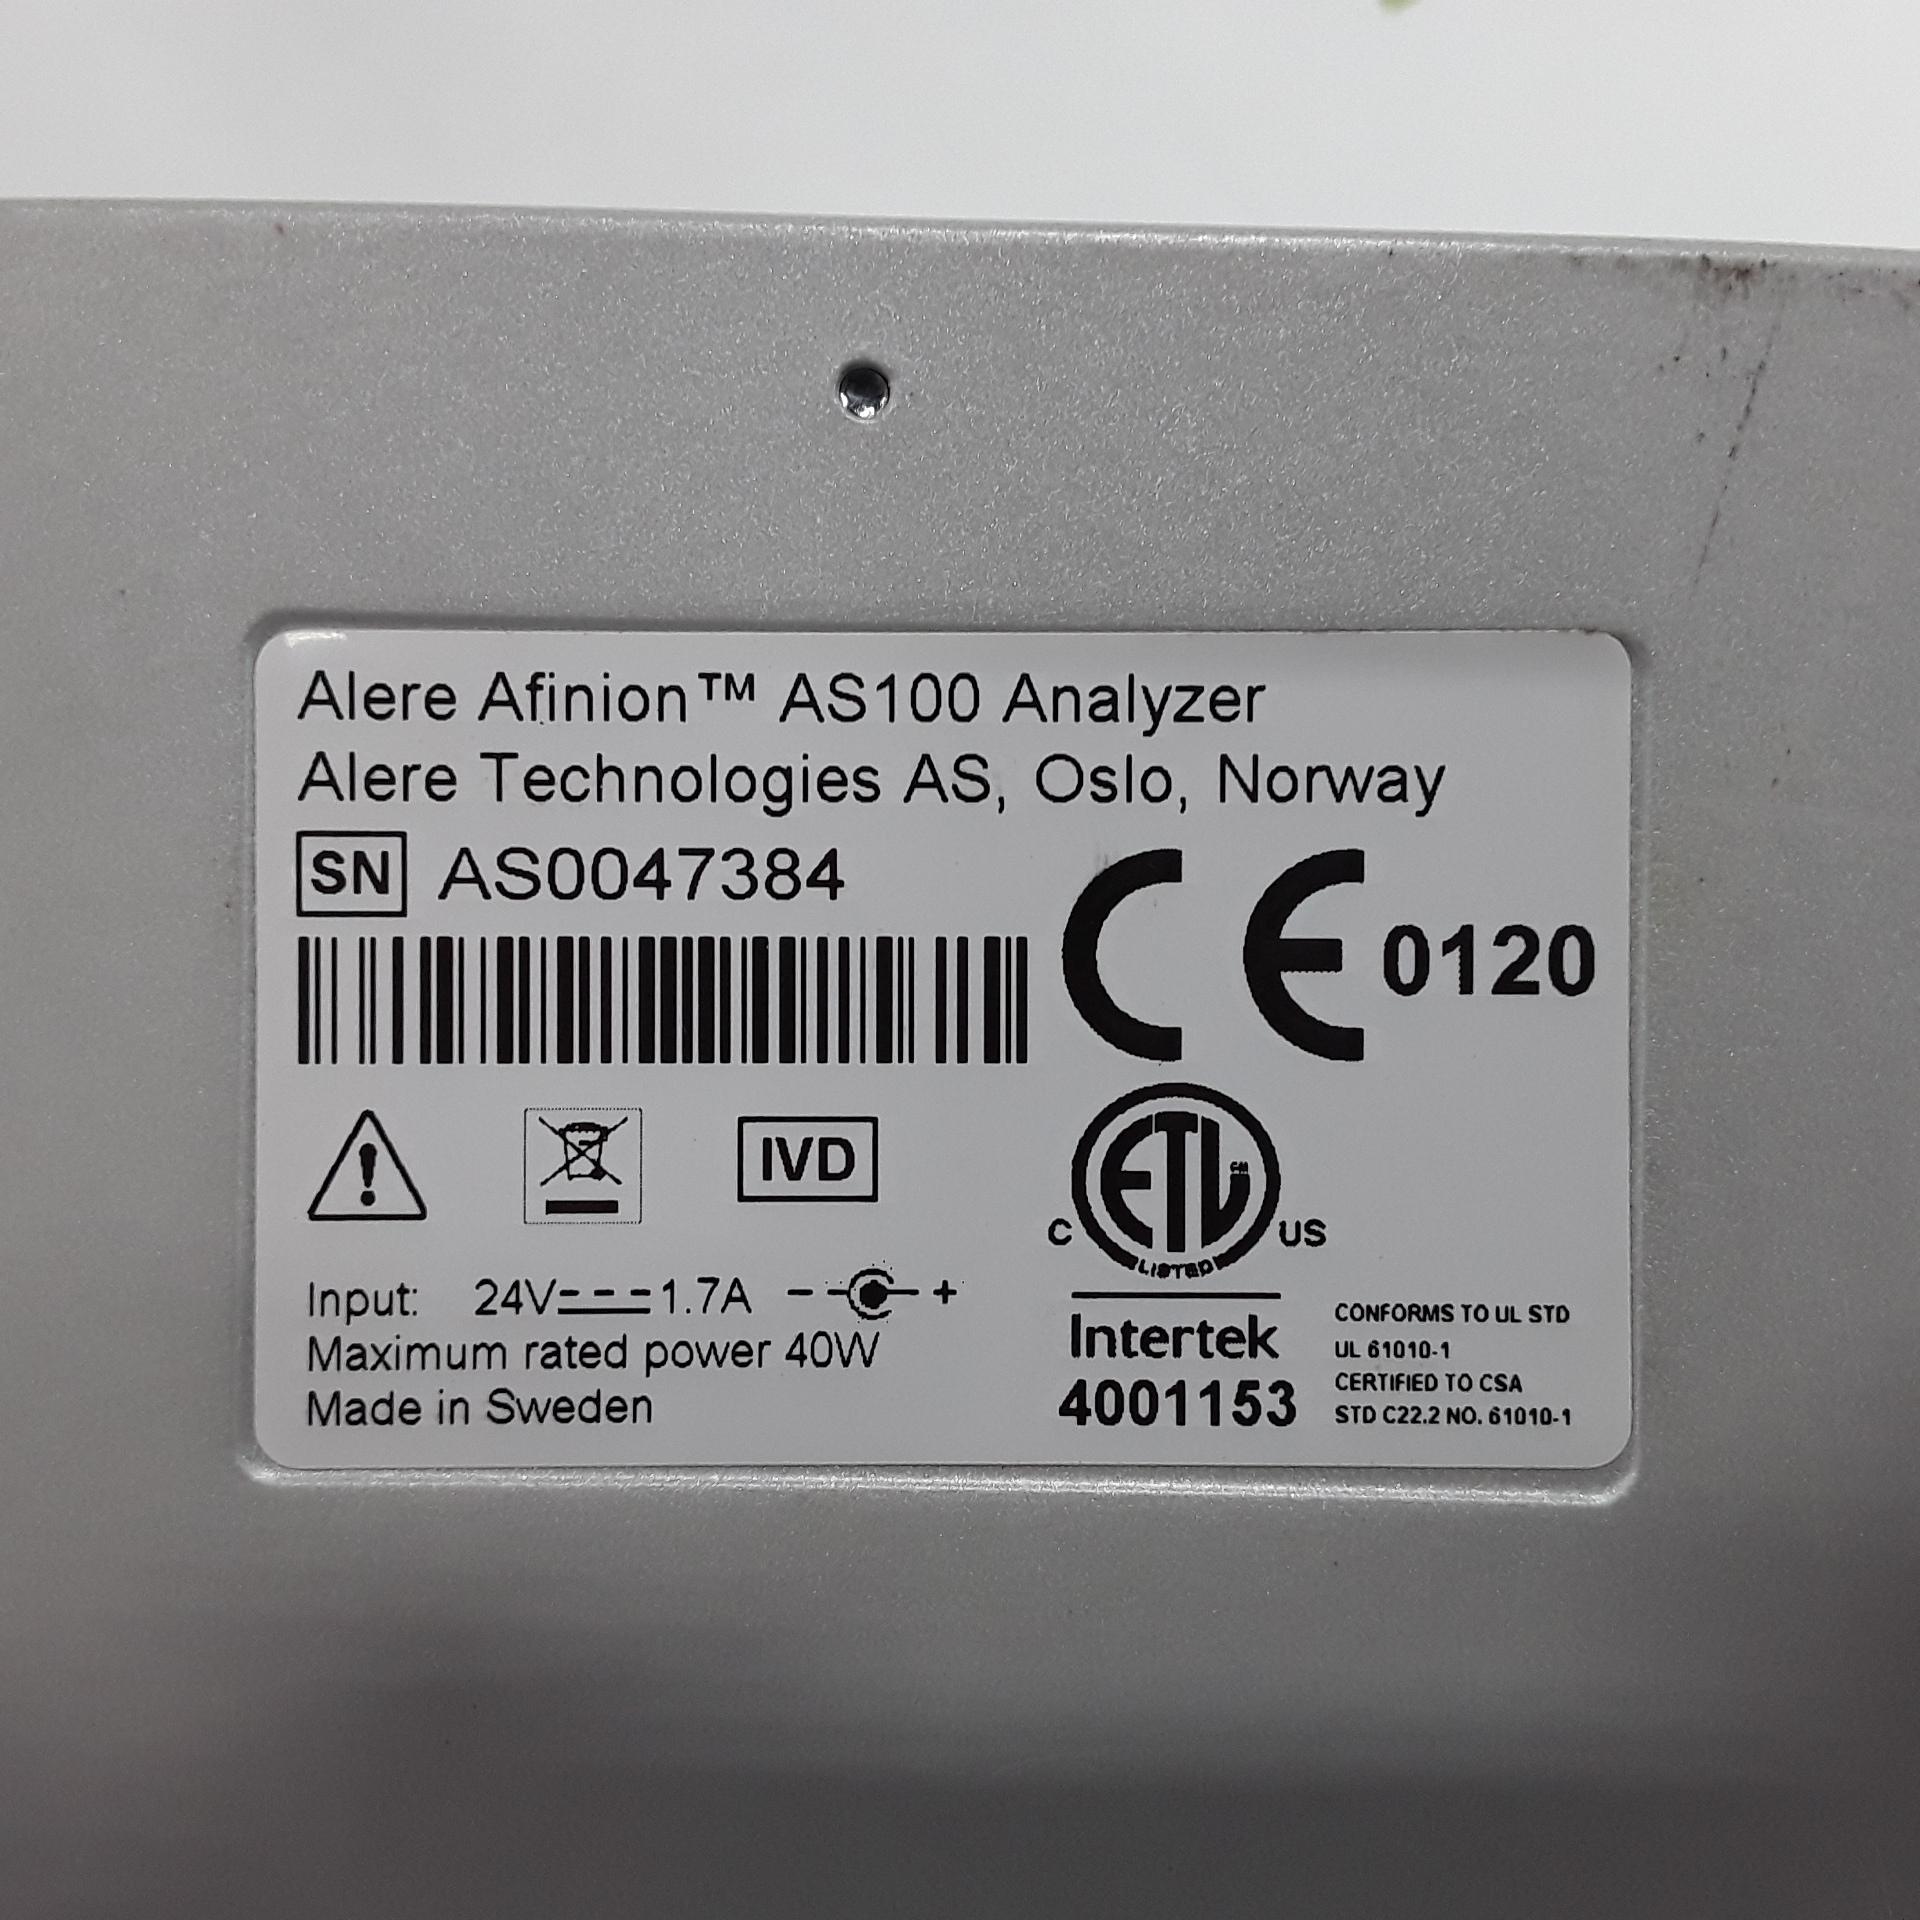 Alere Afinion™ AS100 Analyzer
Alere Technologies AS, Oslo, Norway
SN AS0047384
CE 0120
IVD
C ETL CM US
LISTED
Input: 24V 1.7A - +
Maximum rated power 40W
Made in Sweden
Intertek
4001153
CONFORMS TO UL STD
UL 61010-1
CERTIFIED TO CSA
STD C22.2 NO. 61010-1